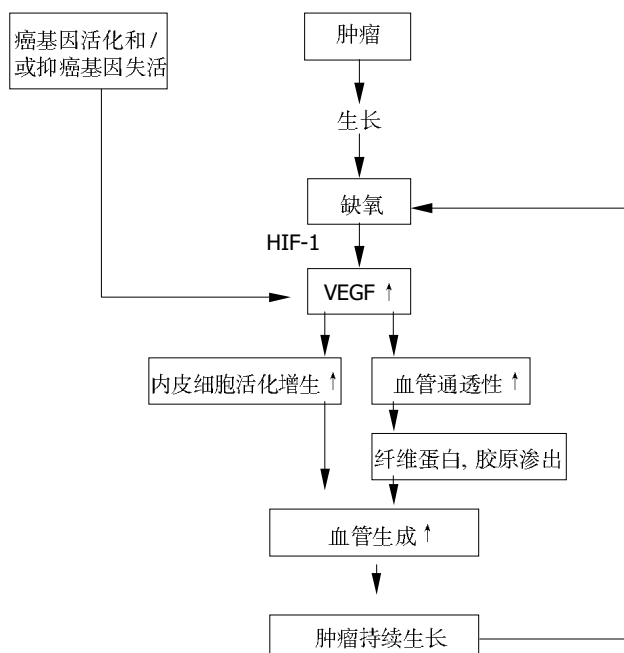 癌基因活化和/
或抑癌基因失活
肿瘤
生长
缺氧
HIF-1
VEGF ↑
内皮细胞活化增生↑
血管通透性↑
纤维蛋白, 胶原渗出
血管生成↑
肿瘤持续生长